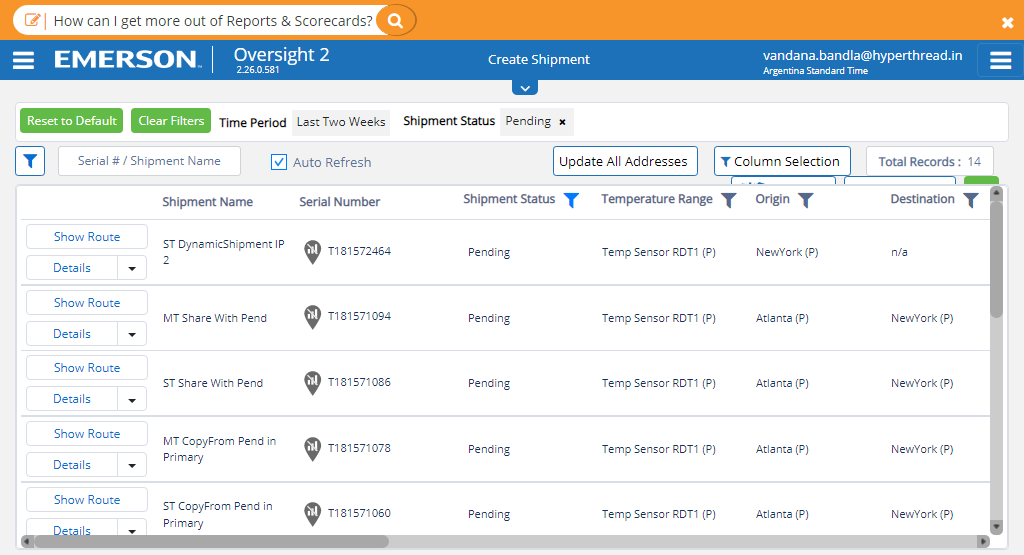 How can I get more out of Reports & Scorecards?
EMERSON. Oversight 2 Create Shipment vandana.bandla@hyperthread.in
2.26.0.581 Argentina Standard Time
Reset to Default Clear Filters Time Period Last Two Weeks Shipment Status Pending ×
Serial # / Shipment Name Auto Refresh Update All Addresses Column Selection Total Records : 14
Shipment Name Serial Number Shipment Status Temperature Range Origin Destination
Show Route
Details
ST DynamicShipment IP
2
T181572464 Pending Temp Sensor RDT1 (P) NewYork (P) n/a
Show Route
Details
MT Share With Pend T181571094 Pending Temp Sensor RDT1 (P) Atlanta (P) NewYork (P)
Show Route
Details
ST Share With Pend T181571086 Pending Temp Sensor RDT1 (P) Atlanta (P) NewYork (P)
Show Route
Details
MT CopyFrom Pend in
Primary
T181571078 Pending Temp Sensor RDT1 (P) Atlanta (P) NewYork (P)
Show Route
Details
ST CopyFrom Pend in
Primary
T181571060 Pending Temp Sensor RDT1 (P) Atlanta (P) NewYork (P)